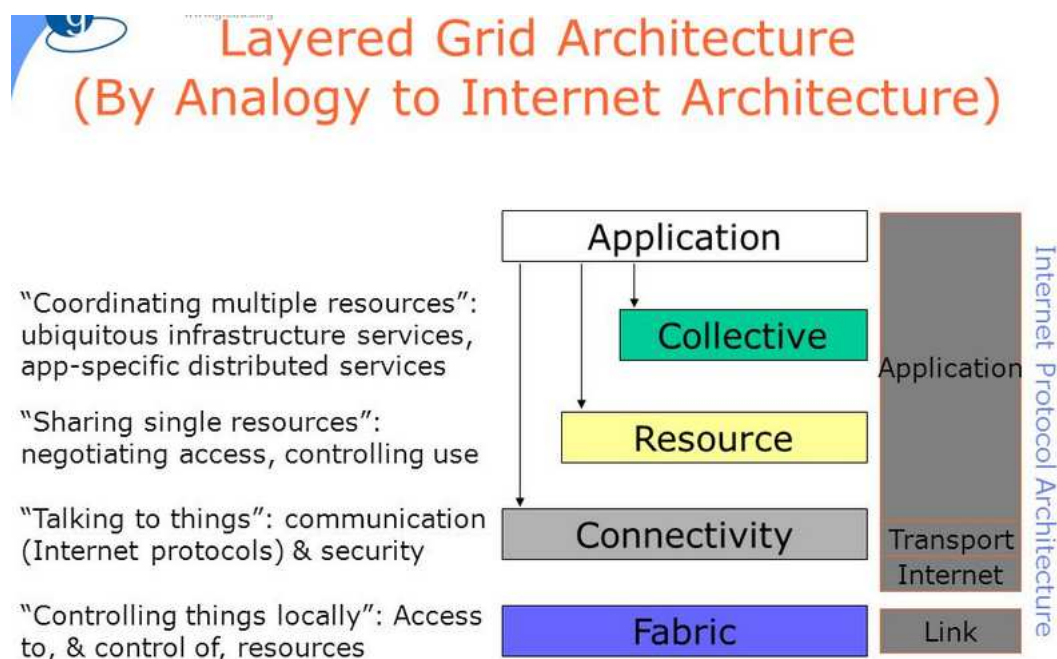 Layered Grid Architecture
(By Analogy to Internet Architecture)
Application
“Coordinating multiple resources”:
ubiquitous infrastructure services,
app-specific distributed services
Collective
Application
“Sharing single resources”:
negotiating access, controlling use
Resource
“Talking to things”: communication
(Internet protocols) & security
Connectivity
Transport
Internet
“Controlling things locally”: Access
to, & control of, resources
Fabric
Link
Internet Protocol Architecture